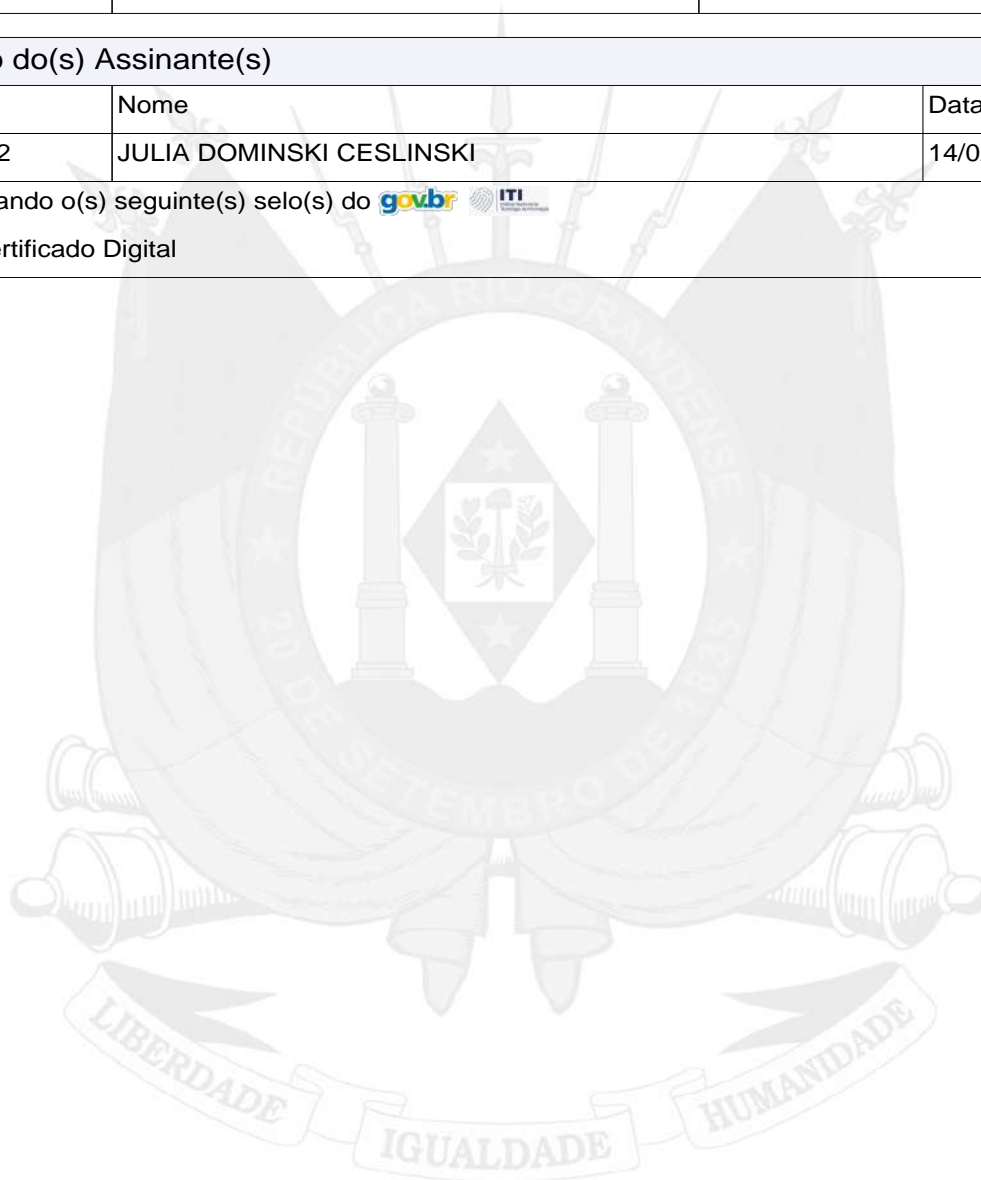 o do(s) Assinante(s)
Nome Data
2 JULIA DOMINSKI CESLINSKI 14/0
ando o(s) seguinte(s) selo(s) do gov.br ITI
ertificado Digital
REPÚBLICA RIO-GRANDENSE
20 DE SETEMBRO DE 1835
LIBERDADE IGUALDADE HUMANIDADE